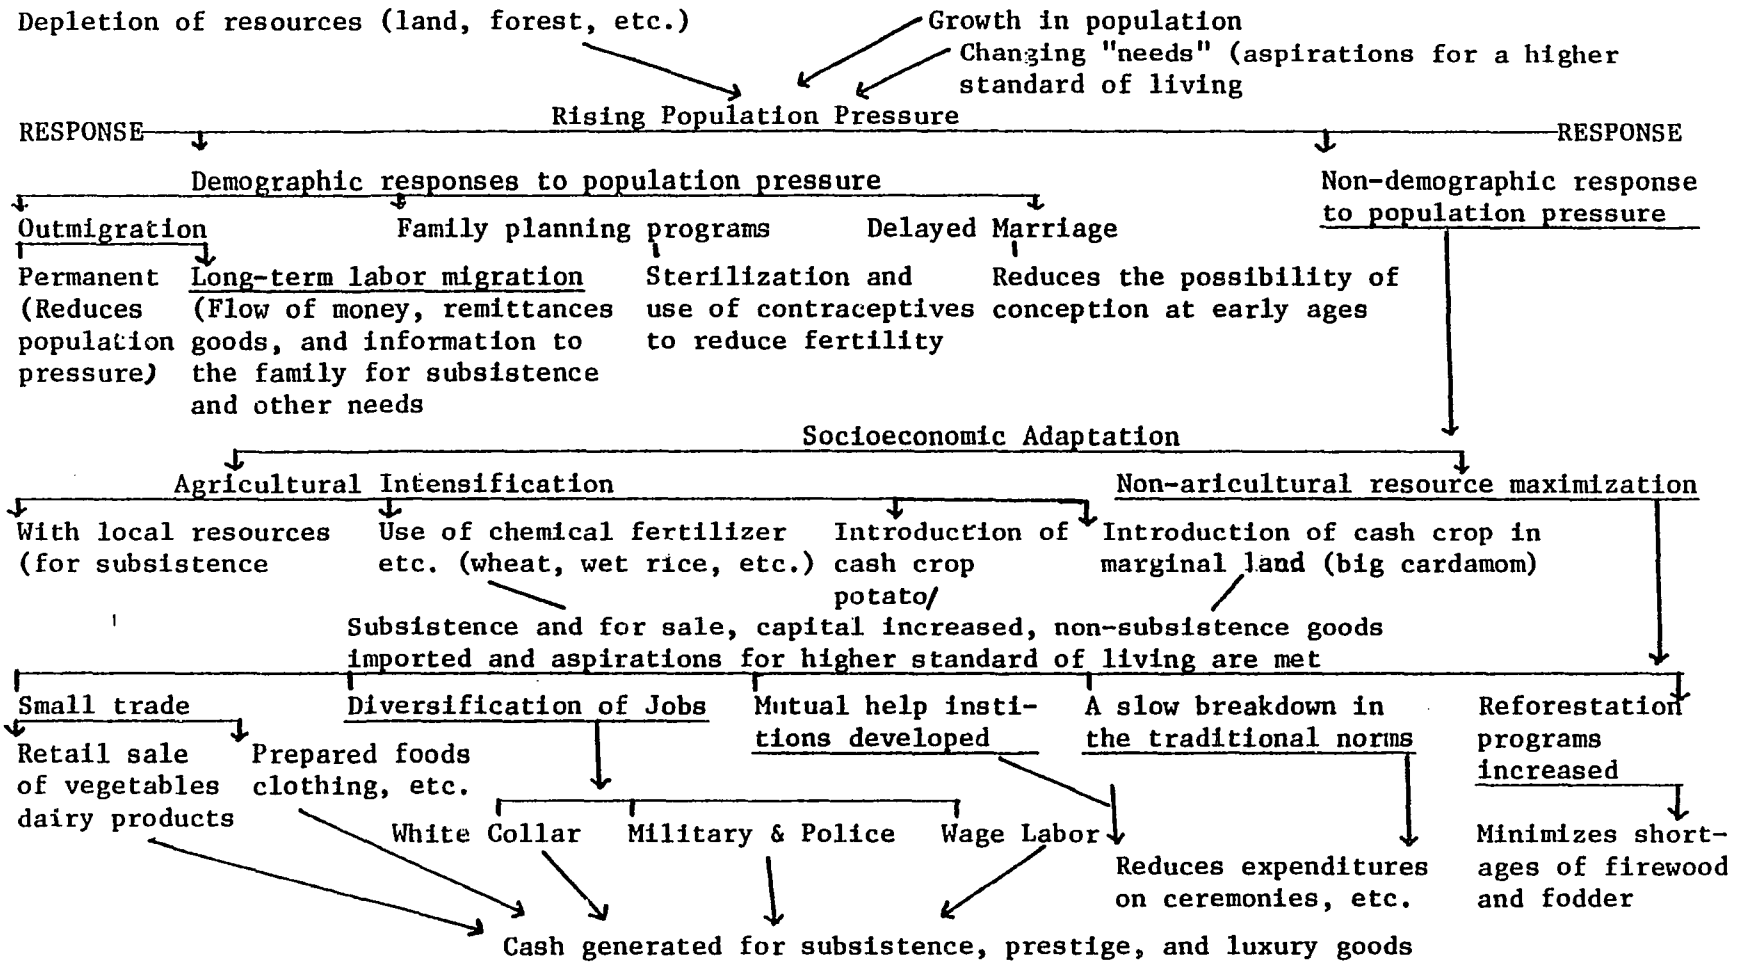 Depletion of resources (land, forest, etc.)
Growth in population
Changing "needs" (aspirations for a higher
standard of living
Rising Population Pressure
RESPONSE
RESPONSE
Demographic responses to population pressure
Non-demographic response
to population pressure
Outmigration
Family planning programs
Delayed Marriage
Permanent
(Reduces
population
pressure)
Long-term labor migration
(Flow of money, remittances
goods, and information to
the family for subsistence
and other needs
Sterilization and
use of contraceptives
to reduce fertility
Reduces the possibility of
conception at early ages
Socioeconomic Adaptation
Agricultural Intensification
Non-aricultural resource maximization
With local resources
(for subsistence
Use of chemical fertilizer
etc. (wheat, wet rice, etc.)
Introduction of
cash crop
potato/
Introduction of cash crop in
marginal land (big cardamom)
Subsistence and for sale, capital increased, non-subsistence goods
imported and aspirations for higher standard of living are met
Small trade
Diversification of Jobs
Mutual help insti-
tions developed
A slow breakdown in
the traditional norms
Reforestation
programs
increased
Retail sale
of vegetables
dairy products
Prepared foods
clothing, etc.
White Collar
Military & Police
Wage Labor
Reduces expenditures
on ceremonies, etc.
Minimizes short-
ages of firewood
and fodder
Cash generated for subsistence, prestige, and luxury goods